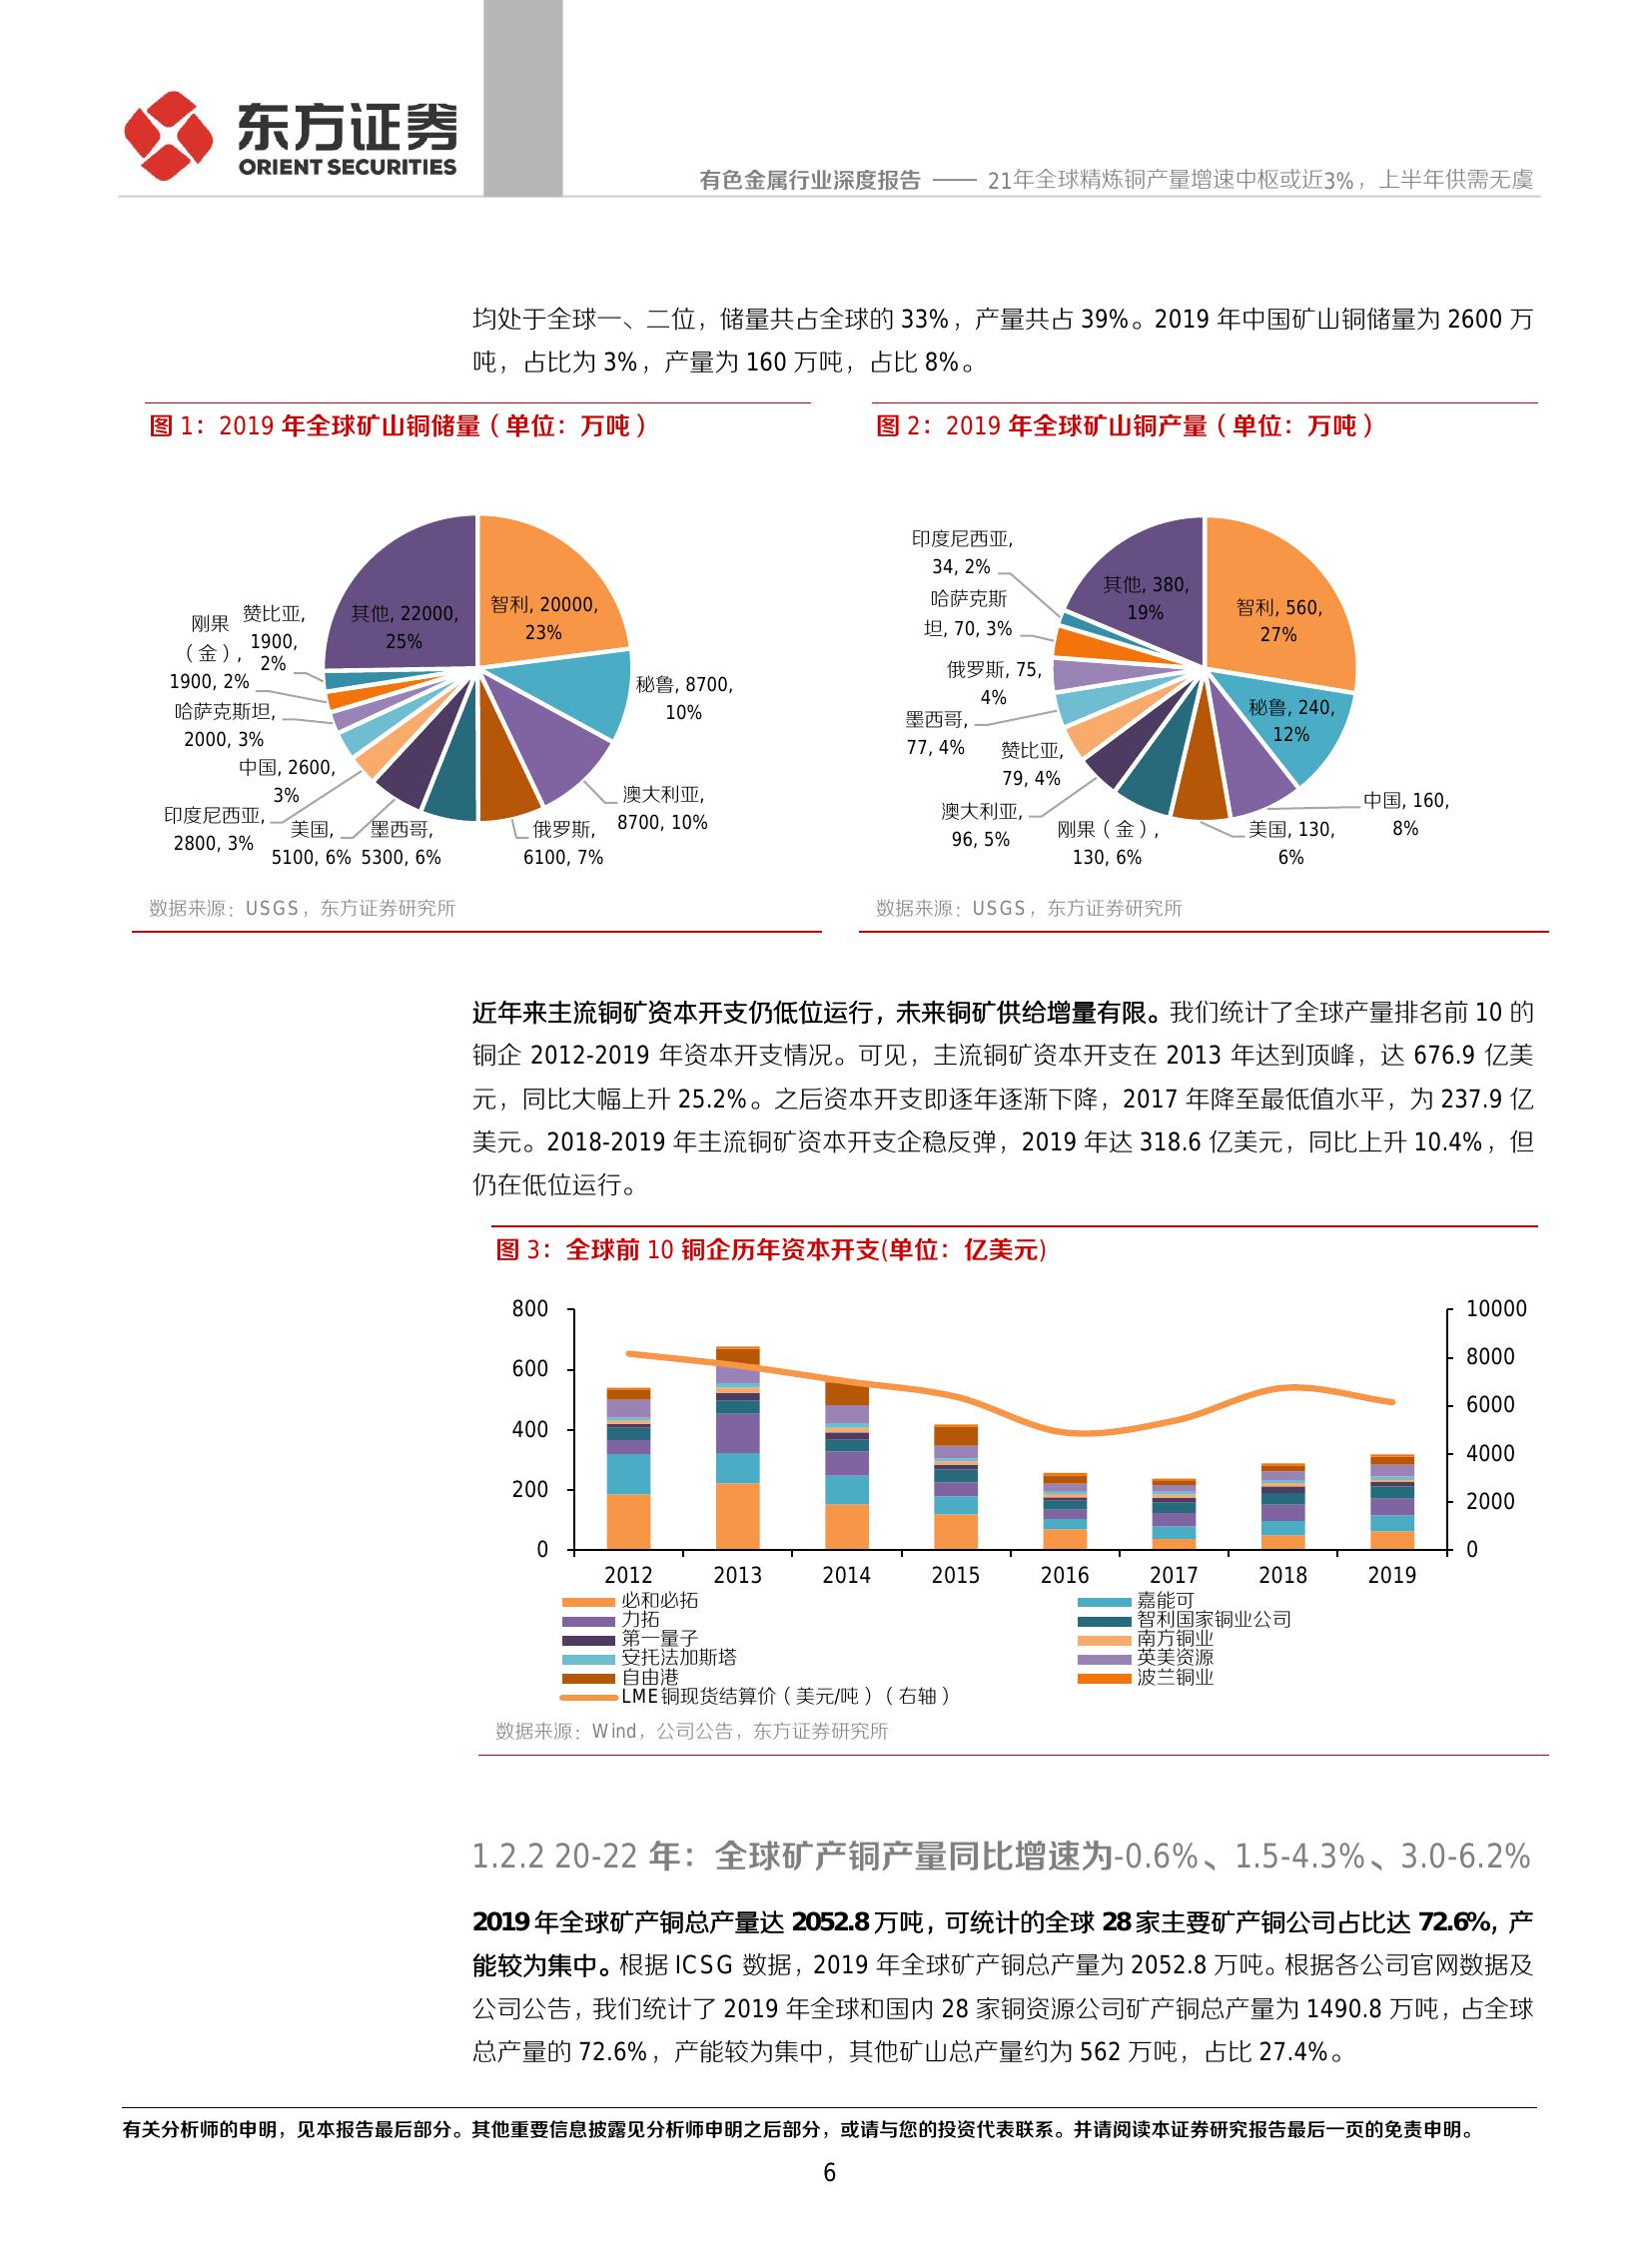 东方证券
ORIENT SECURITIES
有色金属行业深度报告 —— 21年全球精炼铜产量增速中枢或近3%，上半年供需无虞
均处于全球一、二位，储量共占全球的 33%，产量共占 39%。2019 年中国矿山铜储量为 2600 万
吨，占比为 3%，产量为 160 万吨，占比 8%。
图 1：2019 年全球矿山铜储量（单位：万吨）
智利, 20000,
23%
秘鲁, 8700,
10%
澳大利亚,
8700, 10%
俄罗斯,
6100, 7%
墨西哥,
5300, 6%
美国,
5100, 6%
印度尼西亚,
2800, 3%
中国, 2600,
3%
哈萨克斯坦,
2000, 3%
刚果
（金）,
1900, 2%
赞比亚,
1900,
2%
其他, 22000,
25%
数据来源：USGS，东方证券研究所
图 2：2019 年全球矿山铜产量（单位：万吨）
智利, 560,
27%
秘鲁, 240,
12%
中国, 160,
8%
美国, 130,
6%
刚果（金）,
130, 6%
澳大利亚,
96, 5%
赞比亚,
79, 4%
墨西哥,
77, 4%
俄罗斯, 75,
4%
哈萨克斯
坦, 70, 3%
印度尼西亚,
34, 2%
其他, 380,
19%
数据来源：USGS，东方证券研究所
近年来主流铜矿资本开支仍低位运行，未来铜矿供给增量有限。我们统计了全球产量排名前 10 的
铜企 2012-2019 年资本开支情况。可见，主流铜矿资本开支在 2013 年达到顶峰，达 676.9 亿美
元，同比大幅上升 25.2%。之后资本开支即逐年逐渐下降，2017 年降至最低值水平，为 237.9 亿
美元。2018-2019 年主流铜矿资本开支企稳反弹，2019 年达 318.6 亿美元，同比上升 10.4%，但
仍在低位运行。
图 3：全球前 10 铜企历年资本开支(单位：亿美元)
800
600
400
200
0
10000
8000
6000
4000
2000
0
2012 2013 2014 2015 2016 2017 2018 2019
必和必拓 嘉能可
力拓 智利国家铜业公司
第一量子 南方铜业
安托法加斯塔 英美资源
自由港 波兰铜业
LME铜现货结算价（美元/吨）（右轴）
数据来源：Wind，公司公告，东方证券研究所
1.2.2 20-22 年：全球矿产铜产量同比增速为-0.6%、1.5-4.3%、3.0-6.2%
2019 年全球矿产铜总产量达 2052.8 万吨，可统计的全球 28 家主要矿产铜公司占比达 72.6%，产
能较为集中。根据 ICSG 数据，2019 年全球矿产铜总产量为 2052.8 万吨。根据各公司官网数据及
公司公告，我们统计了 2019 年全球和国内 28 家铜资源公司矿产铜总产量为 1490.8 万吨，占全球
总产量的 72.6%，产能较为集中，其他矿山总产量约为 562 万吨，占比 27.4%。
有关分析师的申明，见本报告最后部分。其他重要信息披露见分析师申明之后部分，或请与您的投资代表联系。并请阅读本证券研究报告最后一页的免责申明。
6